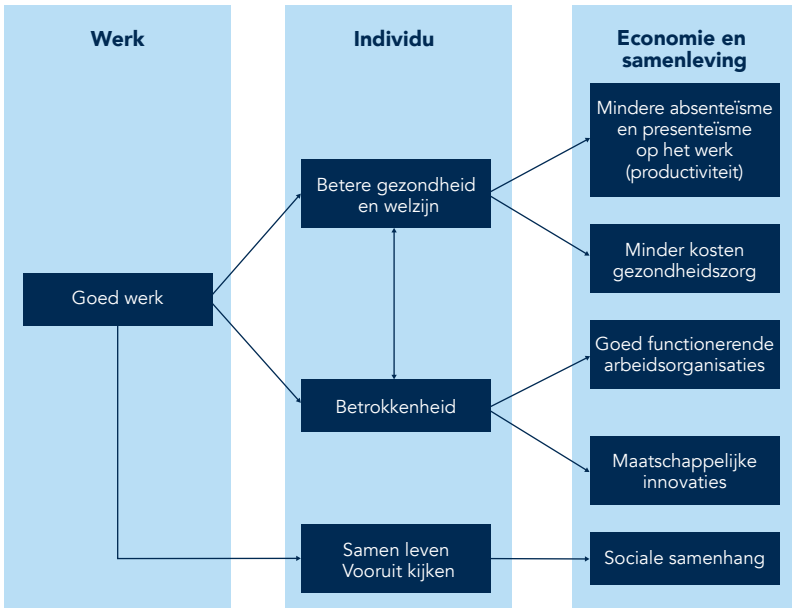 Werk
Individu
Economie en
samenleving
Goed werk
Betere gezondheid
en welzijn
Betrokkenheid
Samen leven
Vooruit kijken
Mindere absenteïsme
en presenteïsme
op het werk
(productiviteit)
Minder kosten
gezondheidszorg
Goed functionerende
arbeidsorganisaties
Maatschappelijke
innovaties
Sociale samenhang